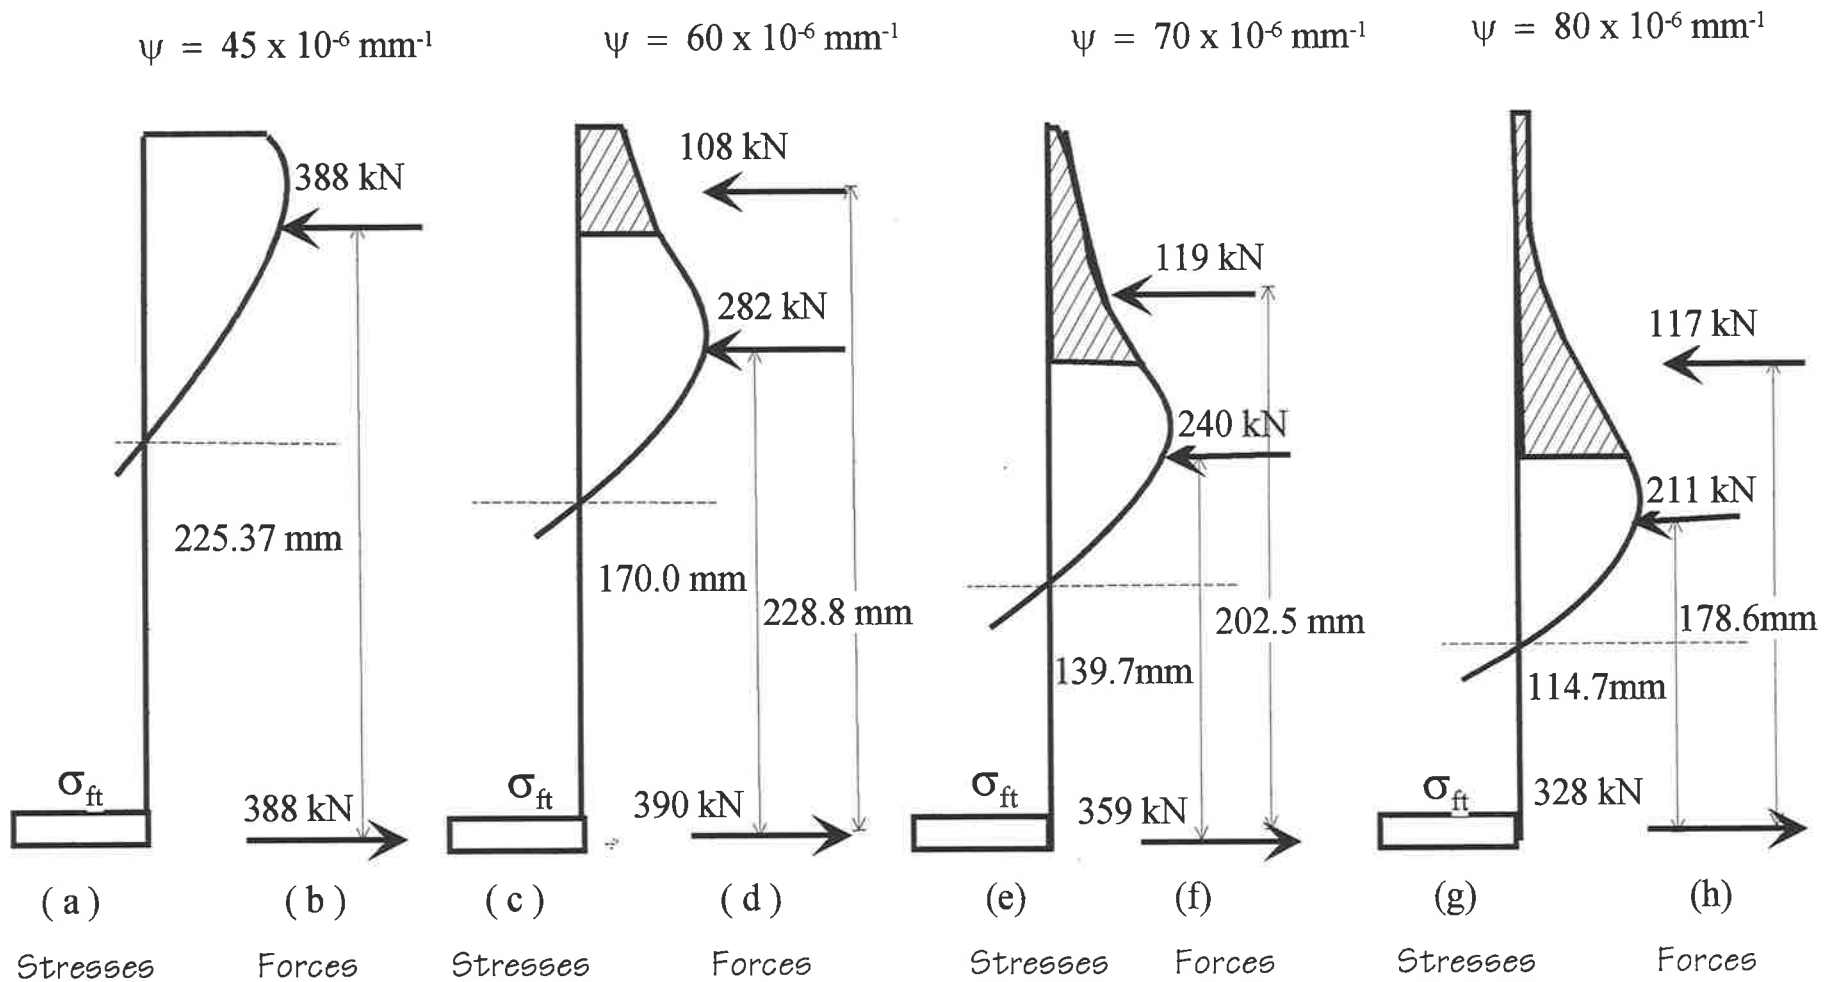 ψ = 45 x 10⁻⁶ mm⁻¹
ψ = 60 x 10⁻⁶ mm⁻¹
ψ = 70 x 10⁻⁶ mm⁻¹
ψ = 80 x 10⁻⁶ mm⁻¹
388 kN
225.37 mm
σft
388 kN
108 kN
282 kN
170.0 mm
228.8 mm
σft
390 kN
119 kN
240 kN
202.5 mm
139.7mm
σft
359 kN
117 kN
211 kN
178.6mm
114.7mm
σft
328 kN
( a )
( b )
( c )
( d )
(e)
(f)
(g)
(h)
Stresses
Forces
Stresses
Forces
Stresses
Forces
Stresses
Forces